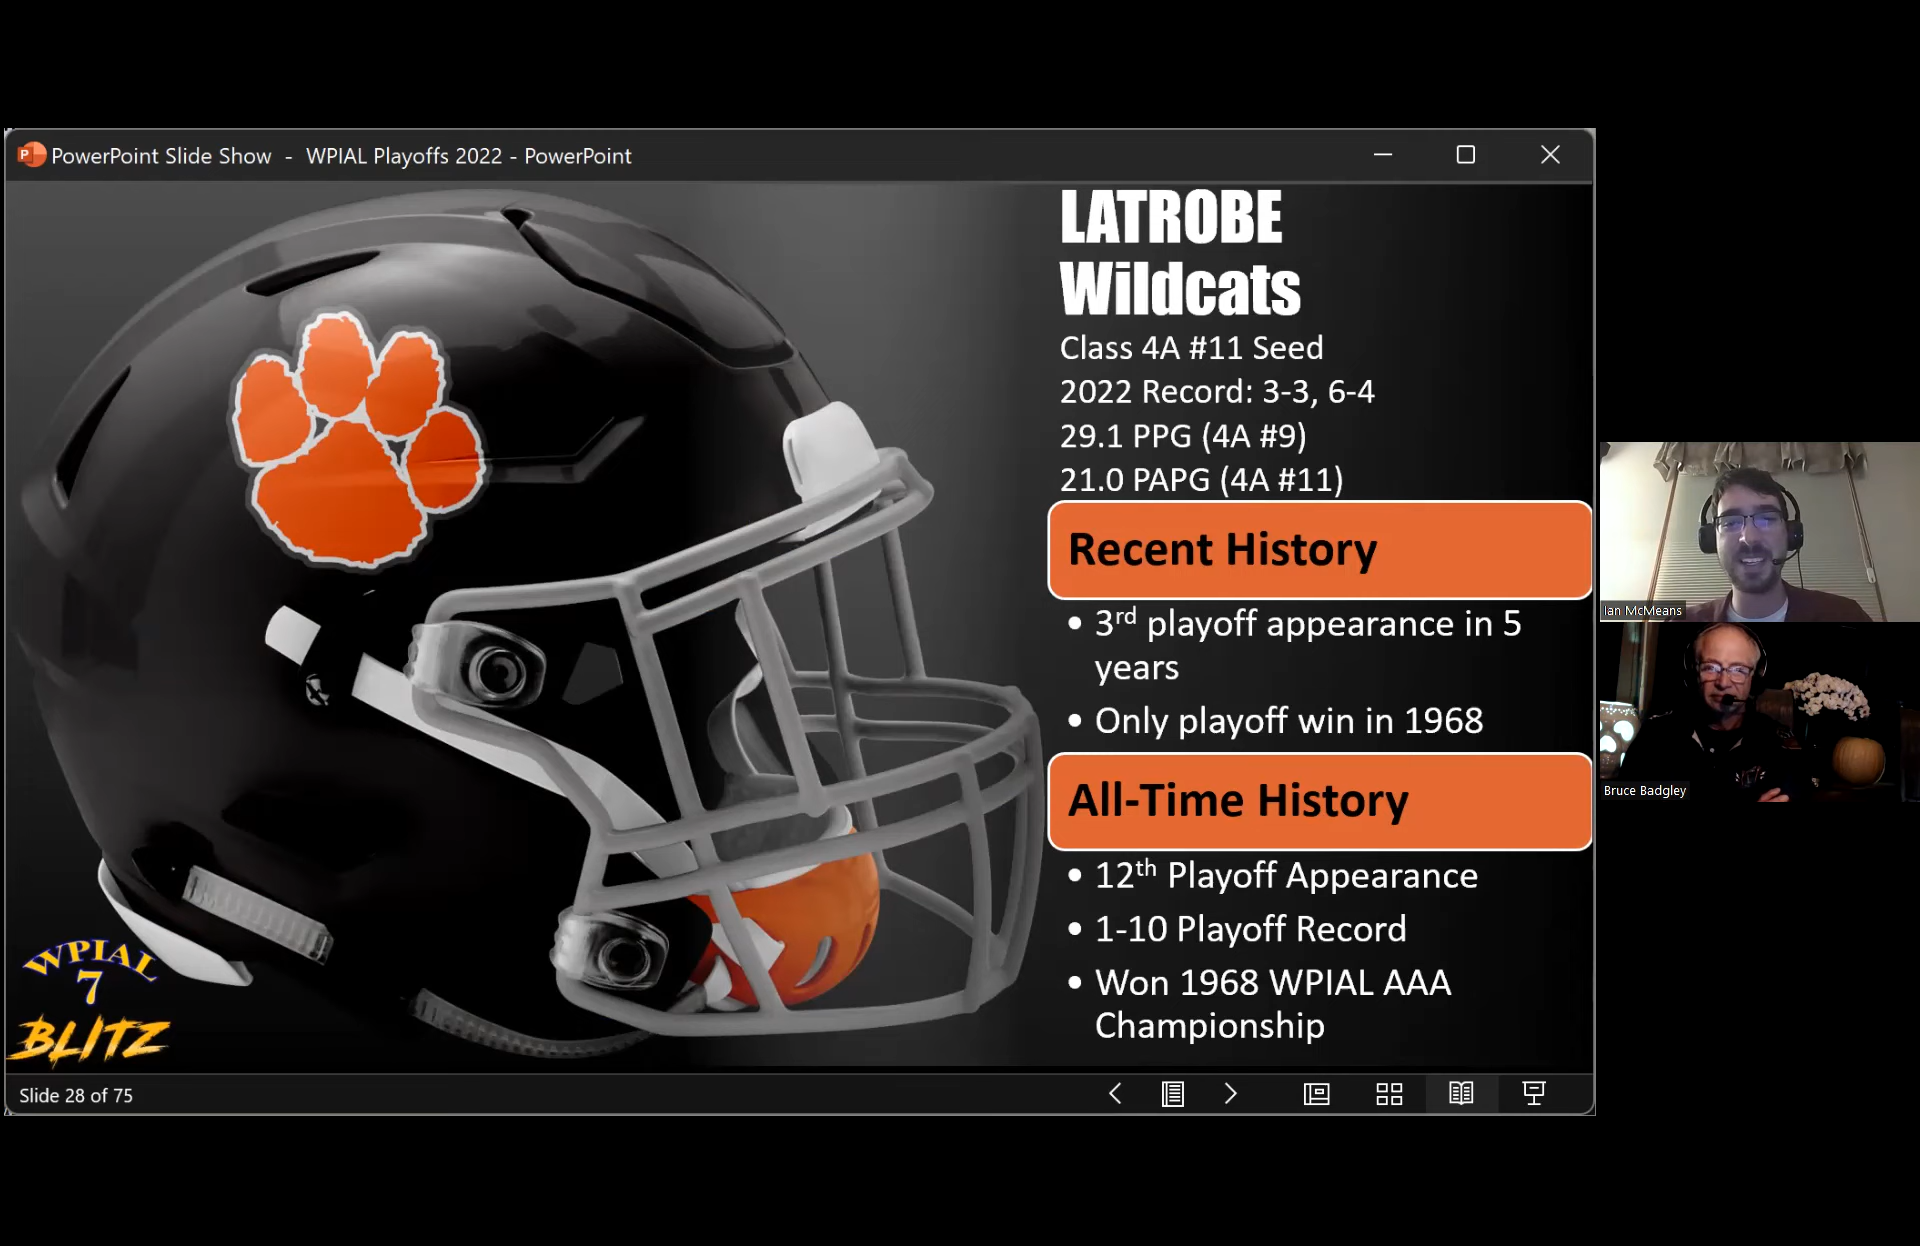 PowerPoint Slide Show - WPIAL Playoffs 2022 - PowerPoint
LATROBE
Wildcats
Class 4A #11 Seed
2022 Record: 3-3, 6-4
29.1 PPG (4A #9)
21.0 PAPG (4A #11)
Recent History
• 3rd playoff appearance in 5
years
• Only playoff win in 1968
All-Time History
• 12th Playoff Appearance
• 1-10 Playoff Record
• Won 1968 WPIAL AAA
Championship
WPIAL
7
BLITZ
Slide 28 of 75
Ian McMeans
Bruce Badgley